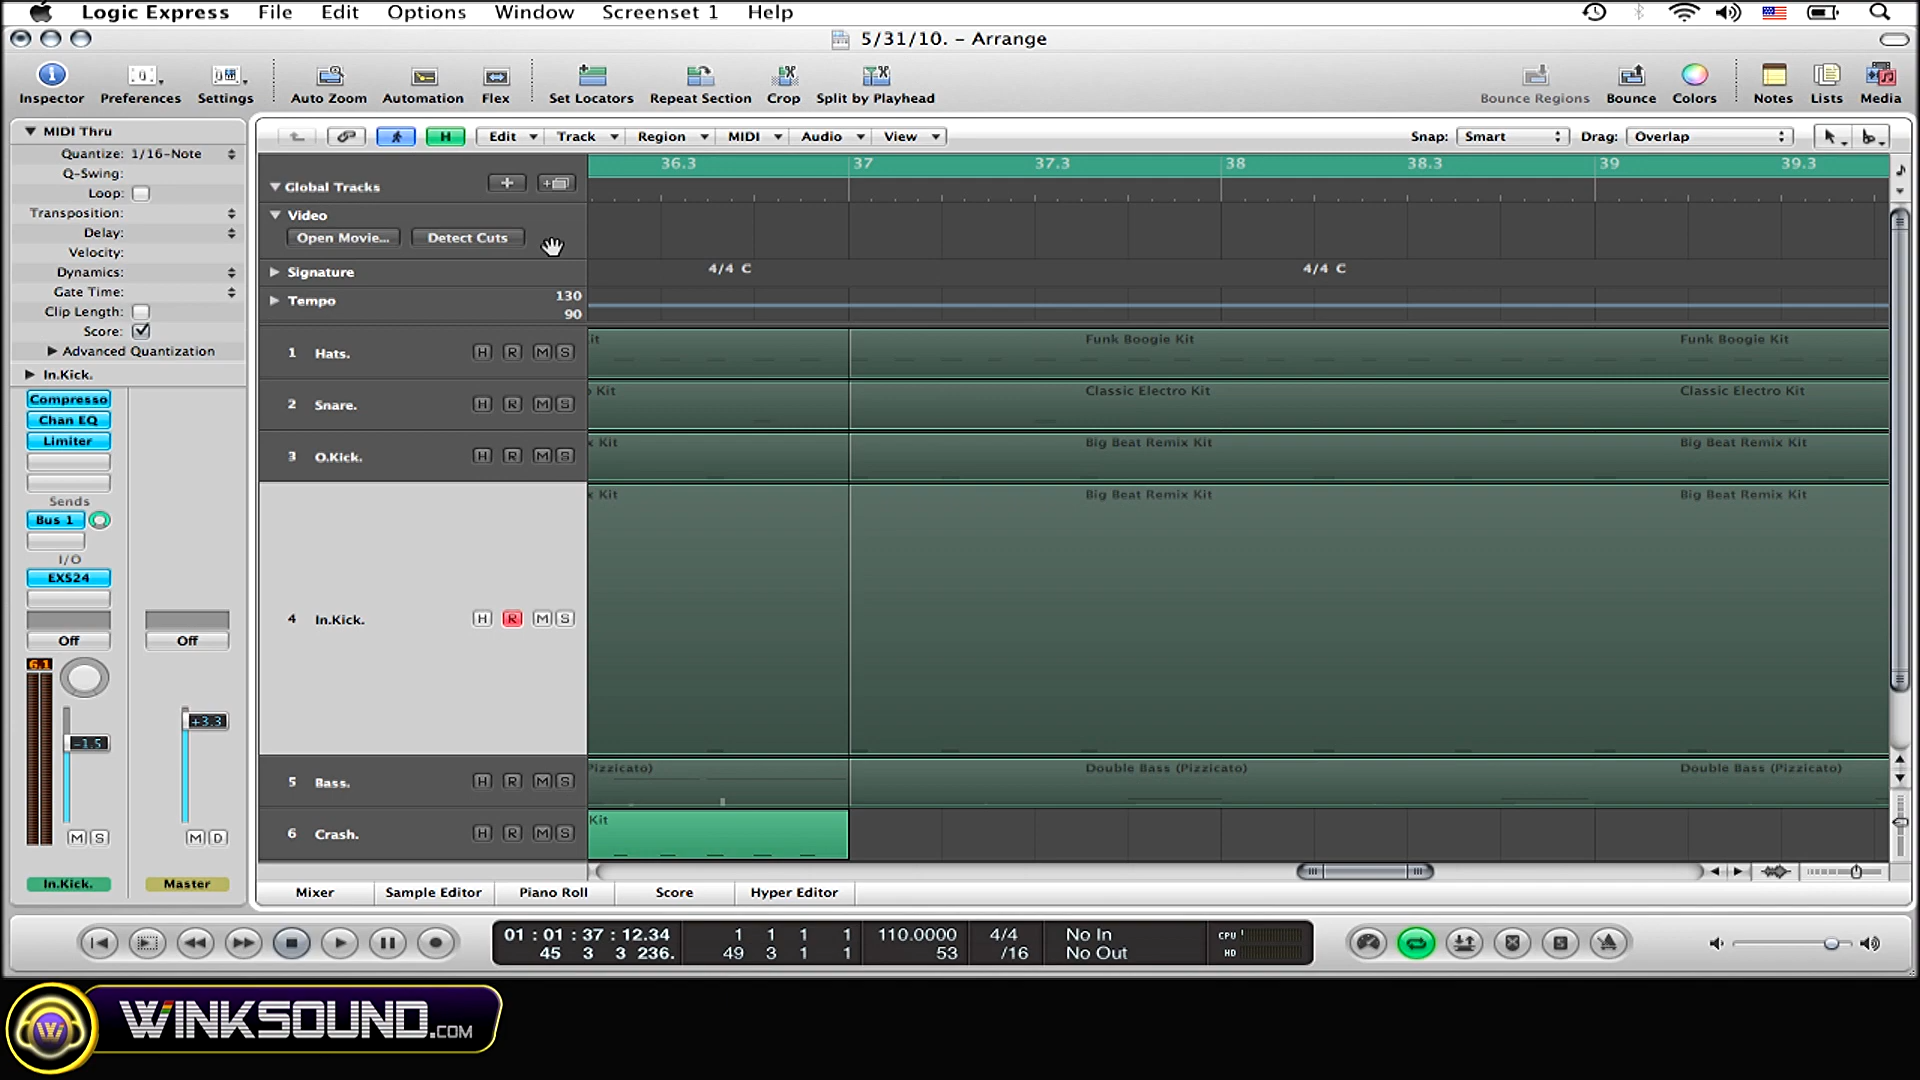 Logic Express File Edit Options Window Screenset 1 Help
5/31/10. - Arrange
Inspector Preferences Settings Auto Zoom Automation Flex Set Locators Repeat Section Crop Split by Playhead Bounce Regions Bounce Colors Notes Lists Media
MIDI Thru
Quantize: 1/16-Note
Q-Swing:
Loop:
Transposition:
Delay:
Velocity:
Dynamics:
Gate Time:
Clip Length:
Score:
Advanced Quantization
In.Kick.
Compresso
Chan EQ
Limiter
Sends
Bus 1
I/O
EXS24
Off Off
6.1
-1.5 +3.3
M S M D
In.Kick. Master
H Edit Track Region MIDI Audio View Snap: Smart Drag: Overlap
36.3 37 37.3 38 38.3 39 39.3
Global Tracks
Video
Open Movie... Detect Cuts
Signature 4/4 C 4/4 C
Tempo 130
90
1 Hats. H R M S it Funk Boogie Kit Funk Boogie Kit
2 Snare. H R M S o Kit Classic Electro Kit Classic Electro Kit
3 O.Kick. H R M S x Kit Big Beat Remix Kit Big Beat Remix Kit
x Kit Big Beat Remix Kit Big Beat Remix Kit
4 In.Kick. H R M S
5 Bass. H R M S Pizzicato) Double Bass (Pizzicato) Double Bass (Pizzicato)
6 Crash. H R M S Kit
Mixer Sample Editor Piano Roll Score Hyper Editor
01 : 01 : 37 : 12.34 1 1 1 1 110.0000 4/4 No In CPU
45 3 3 236. 49 3 1 1 53 /16 No Out HD
W WINKSOUND.COM